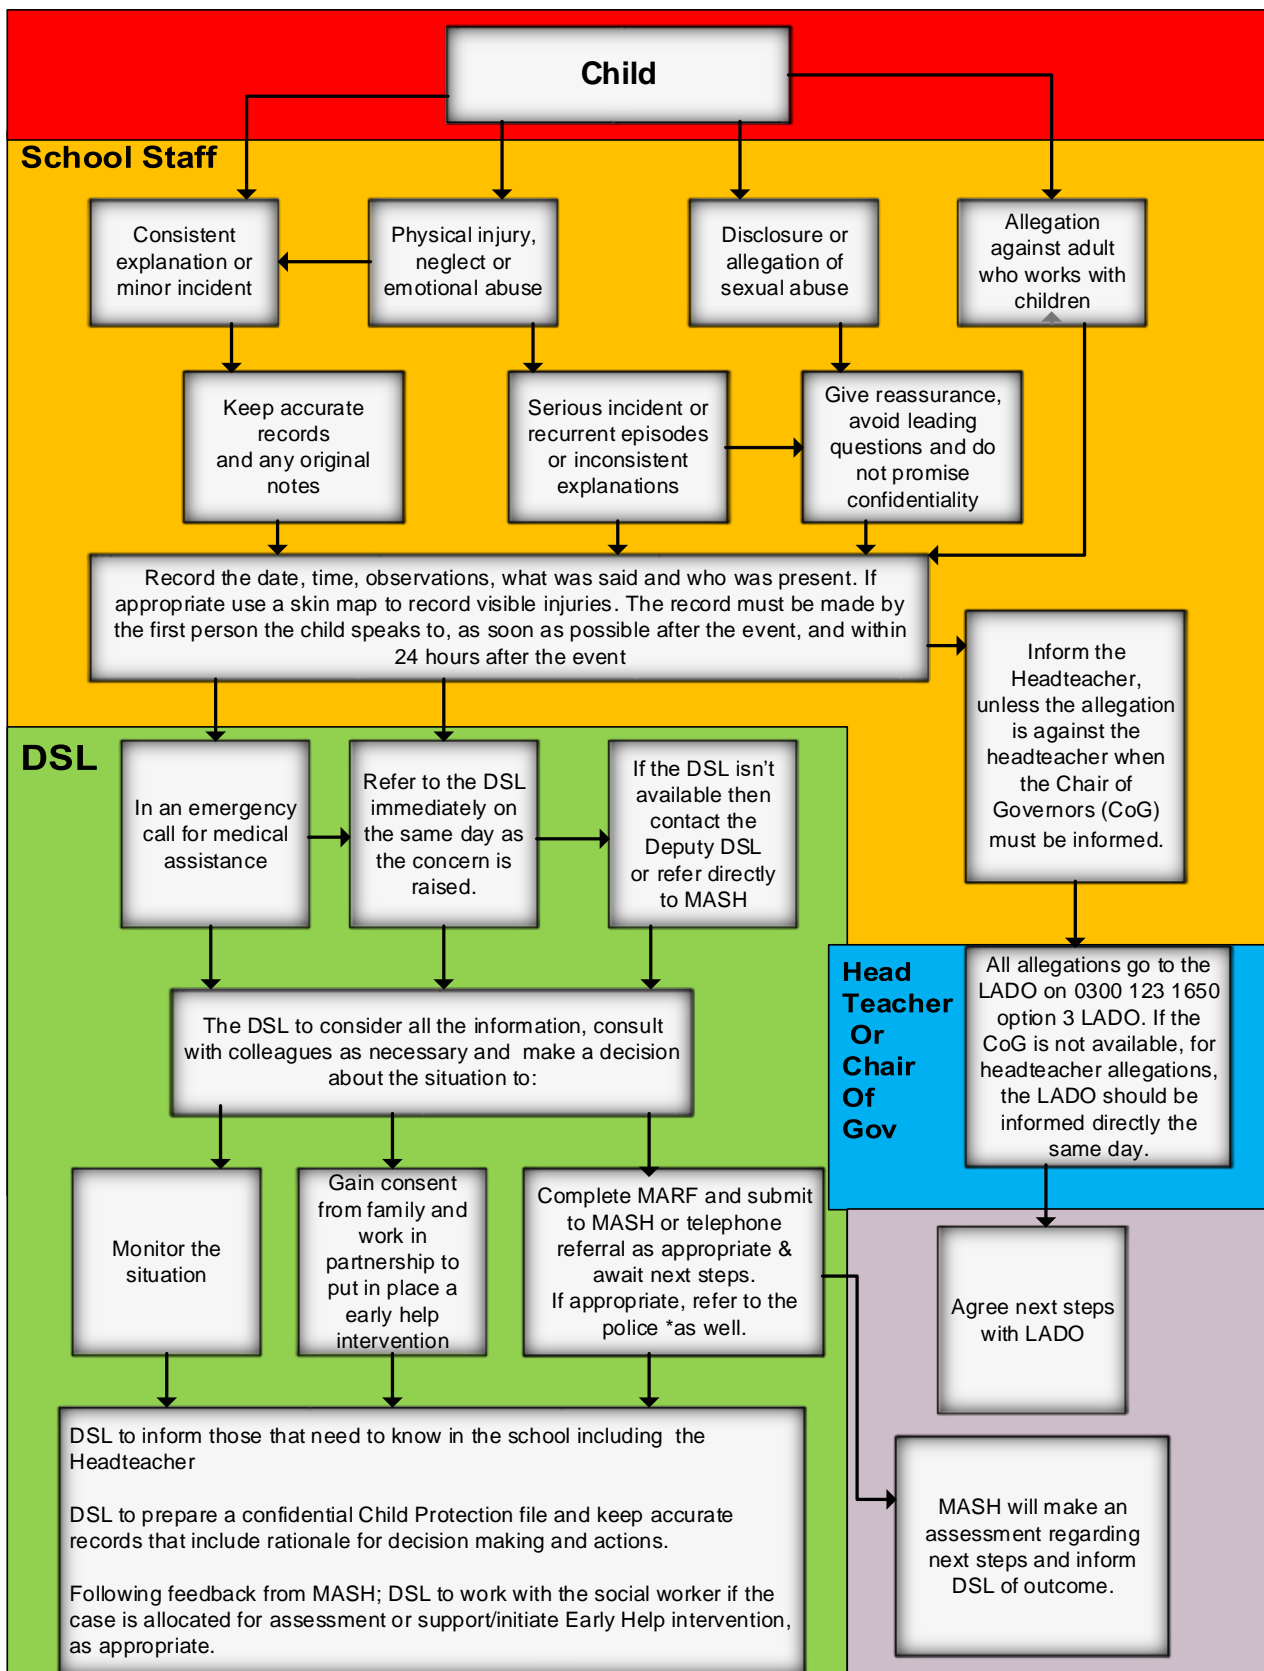 Child
School Staff
Consistent
explanation or
minor incident
Physical injury,
neglect or
emotional abuse
Disclosure or
allegation of
sexual abuse
Allegation
against adult
who works with
children
Keep accurate
records
and any original
notes
Serious incident or
recurrent episodes
or inconsistent
explanations
Give reassurance,
avoid leading
questions and do
not promise
confidentiality
Record the date, time, observations, what was said and who was present. If
appropriate use a skin map to record visible injuries. The record must be made by
the first person the child speaks to, as soon as possible after the event, and within
24 hours after the event
Inform the
Headteacher,
unless the allegation
is against the
headteacher when
the Chair of
Governors (CoG)
must be informed.
DSL
In an emergency
call for medical
assistance
Refer to the DSL
immediately on
the same day as
the concern is
raised.
If the DSL isn't
available then
contact the
Deputy DSL
or refer directly
to MASH
Head
Teacher
Or
Chair
Of
Gov
All allegations go to the
LADO on 0300 123 1650
option 3 LADO. If the
CoG is not available, for
headteacher allegations,
the LADO should be
informed directly the
same day.
The DSL to consider all the information, consult
with colleagues as necessary and make a decision
about the situation to:
Monitor the
situation
Gain consent
from family and
work in
partnership to
put in place a
early help
intervention
Complete MARF and submit
to MASH or telephone
referral as appropriate &
await next steps.
If appropriate, refer to the
police *as well.
Agree next steps
with LADO
DSL to inform those that need to know in the school including the
Headteacher
DSL to prepare a confidential Child Protection file and keep accurate
records that include rationale for decision making and actions.
Following feedback from MASH; DSL to work with the social worker if the
case is allocated for assessment or support/initiate Early Help intervention,
as appropriate.
MASH will make an
assessment regarding
next steps and inform
DSL of outcome.